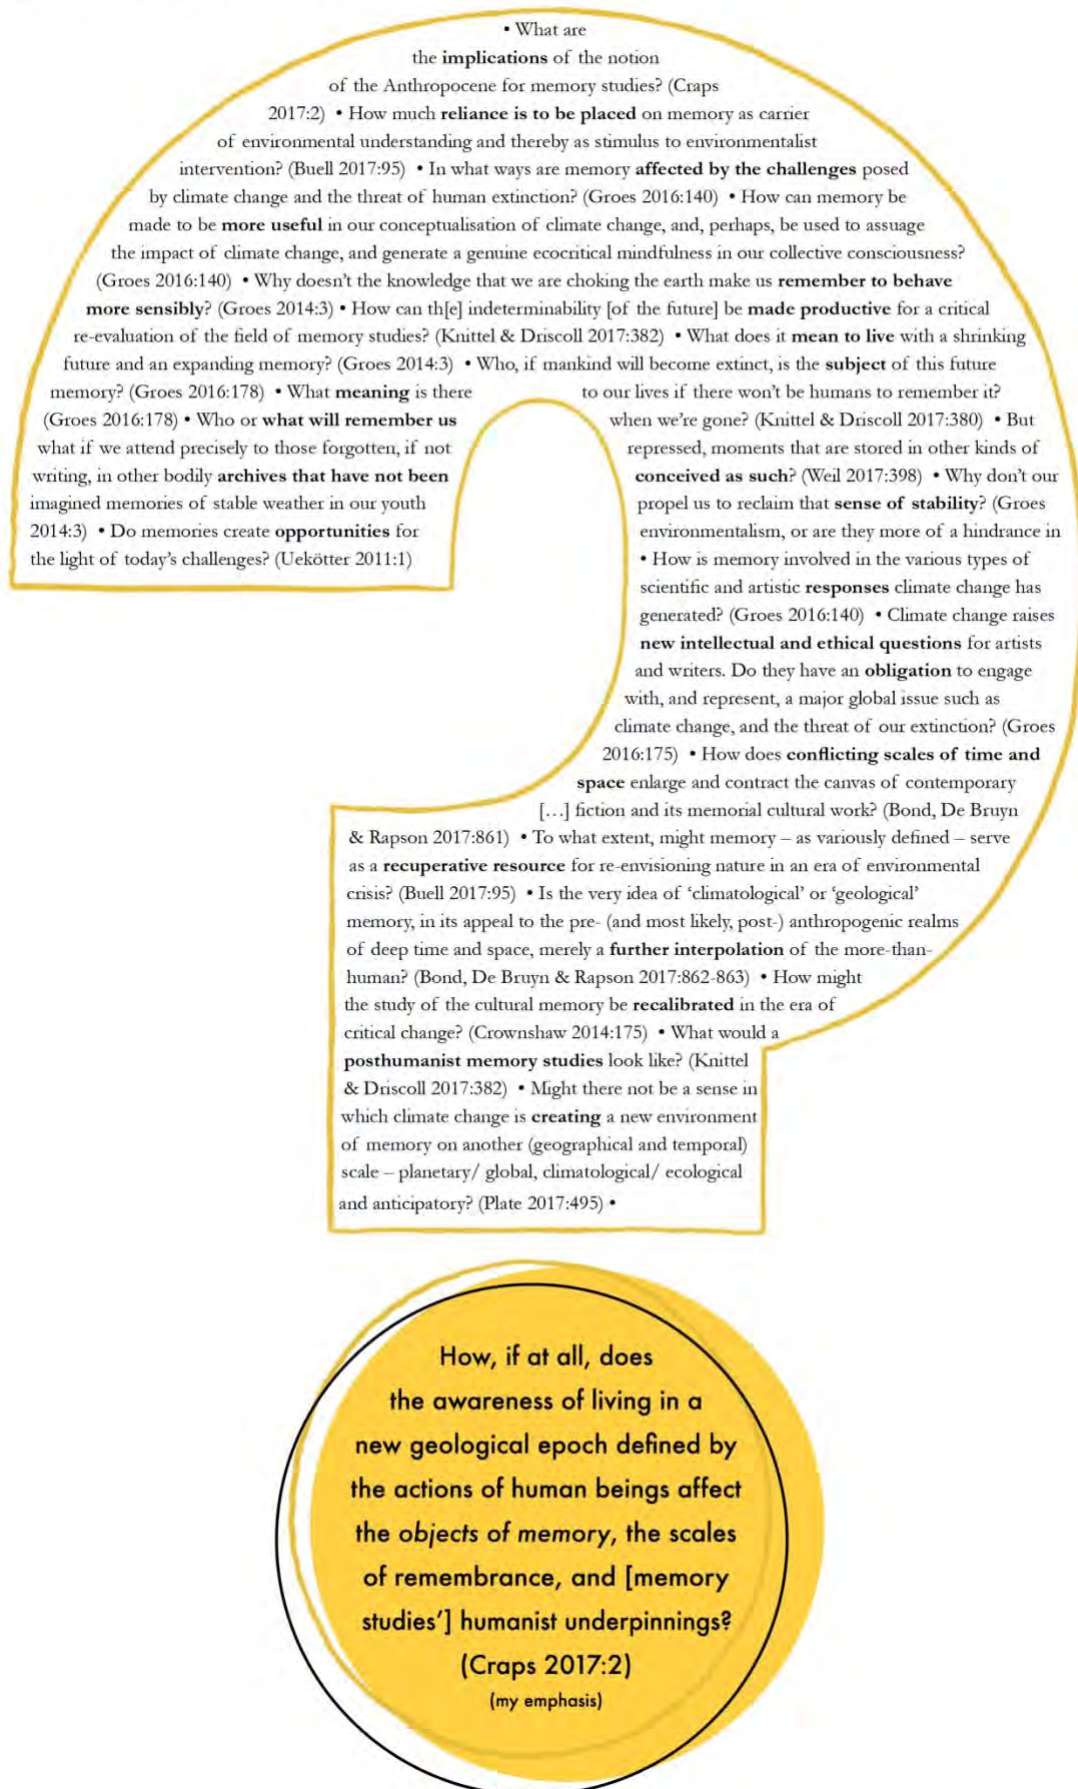 • What are
the implications of the notion
of the Anthropocene for memory studies? (Craps
2017:2) • How much reliance is to be placed on memory as carrier
of environmental understanding and thereby as stimulus to environmentalist
intervention? (Buell 2017:95) • In what ways are memory affected by the challenges posed
by climate change and the threat of human extinction? (Groes 2016:140) • How can memory be
made to be more useful in our conceptualisation of climate change, and, perhaps, be used to assuage
the impact of climate change, and generate a genuine ecocritical mindfulness in our collective consciousness?
(Groes 2016:140) • Why doesn't the knowledge that we are choking the earth make us remember to behave
more sensibly? (Groes 2014:3) • How can th[e] indeterminability [of the future] be made productive for a critical
re-evaluation of the field of memory studies? (Knittel & Driscoll 2017:382) • What does it mean to live with a shrinking
future and an expanding memory? (Groes 2014:3) • Who, if mankind will become extinct, is the subject of this future
memory? (Groes 2016:178) • What meaning is there to our lives if there won't be humans to remember it?
(Groes 2016:178) • Who or what will remember us when we're gone? (Knittel & Driscoll 2017:380) • But
what if we attend precisely to those forgotten, if not repressed, moments that are stored in other kinds of
writing, in other bodily archives that have not been conceived as such? (Weil 2017:398) • Why don't our
imagined memories of stable weather in our youth propel us to reclaim that sense of stability? (Groes
2014:3) • Do memories create opportunities for environmentalism, or are they more of a hindrance in
the light of today's challenges? (Uekötter 2011:1) • How is memory involved in the various types of
scientific and artistic responses climate change has
generated? (Groes 2016:140) • Climate change raises
new intellectual and ethical questions for artists
and writers. Do they have an obligation to engage
with, and represent, a major global issue such as
climate change, and the threat of our extinction? (Groes
2016:175) • How does conflicting scales of time and
space enlarge and contract the canvas of contemporary
[…] fiction and its memorial cultural work? (Bond, De Bruyn
& Rapson 2017:861) • To what extent, might memory – as variously defined – serve
as a recuperative resource for re-envisioning nature in an era of environmental
crisis? (Buell 2017:95) • Is the very idea of 'climatological' or 'geological'
memory, in its appeal to the pre- (and most likely, post-) anthropogenic realms
of deep time and space, merely a further interpolation of the more-than-
human? (Bond, De Bruyn & Rapson 2017:862-863) • How might
the study of the cultural memory be recalibrated in the era of
critical change? (Crownshaw 2014:175) • What would a
posthumanist memory studies look like? (Knittel
& Driscoll 2017:382) • Might there not be a sense in
which climate change is creating a new environment
of memory on another (geographical and temporal)
scale – planetary/ global, climatological/ ecological
and anticipatory? (Plate 2017:495) •
How, if at all, does
the awareness of living in a
new geological epoch defined by
the actions of human beings affect
the objects of memory, the scales
of remembrance, and [memory
studies'] humanist underpinnings?
(Craps 2017:2)
(my emphasis)